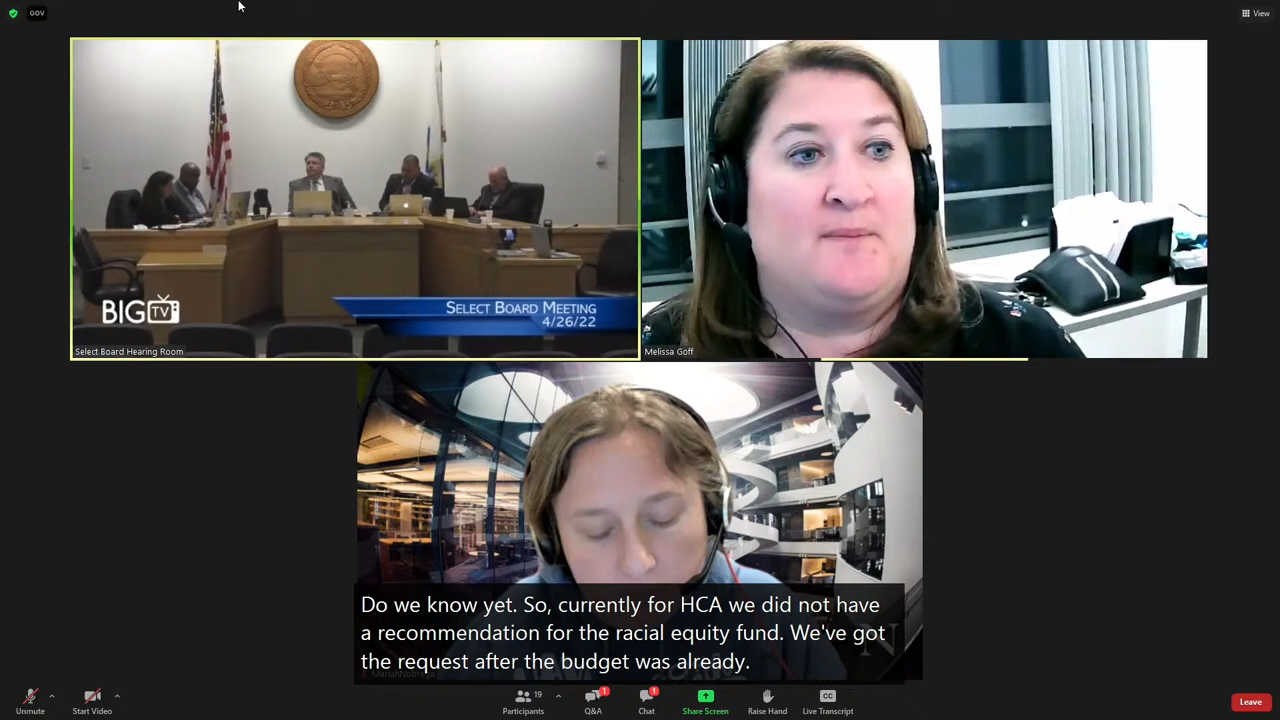 GOV
View
BIG TV
SELECT BOARD MEETING
4/26/22
Select Board Hearing Room
Melissa Goff
N
Do we know yet. So, currently for HCA we did not have
a recommendation for the racial equity fund. We've got
the request after the budget was already.
Unmute
Start Video
19
Participants
1
Q&A
1
Chat
Share Screen
Raise Hand
CC
Live Transcript
Leave